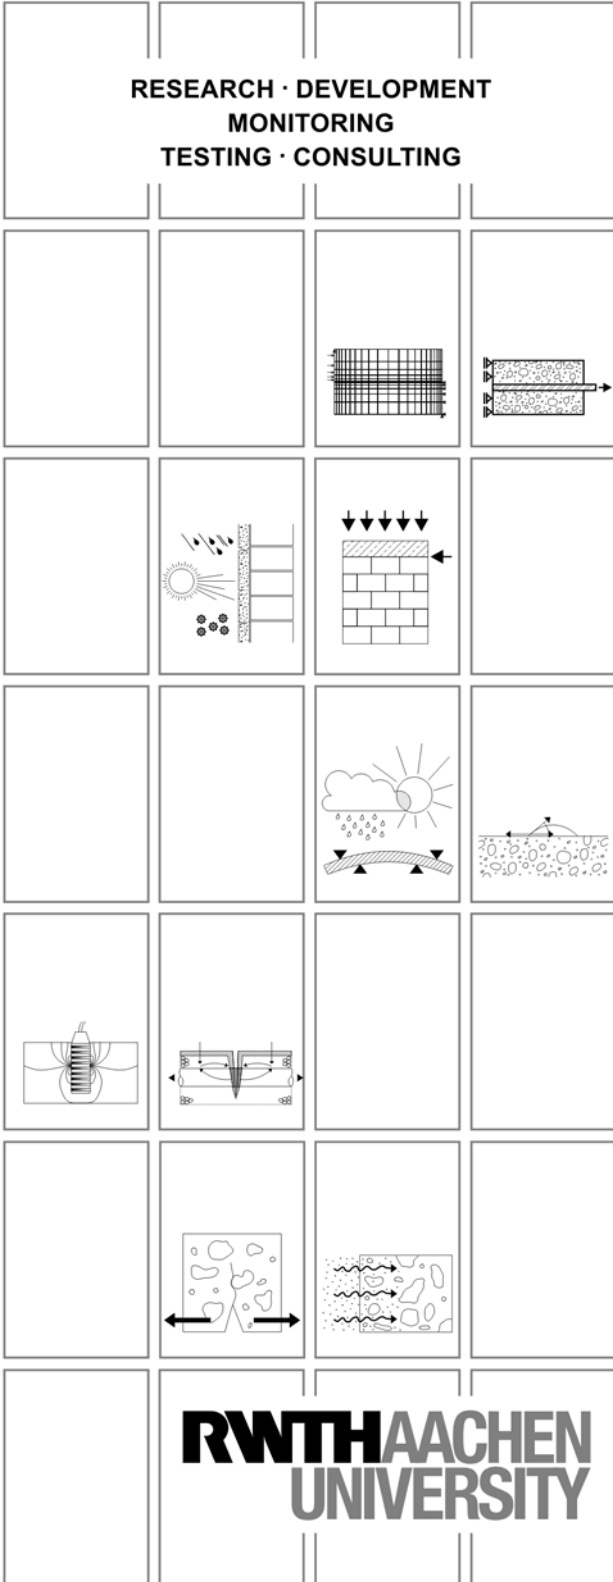 RESEARCH · DEVELOPMENT
MONITORING
TESTING · CONSULTING
RWTHAACHEN
UNIVERSITY